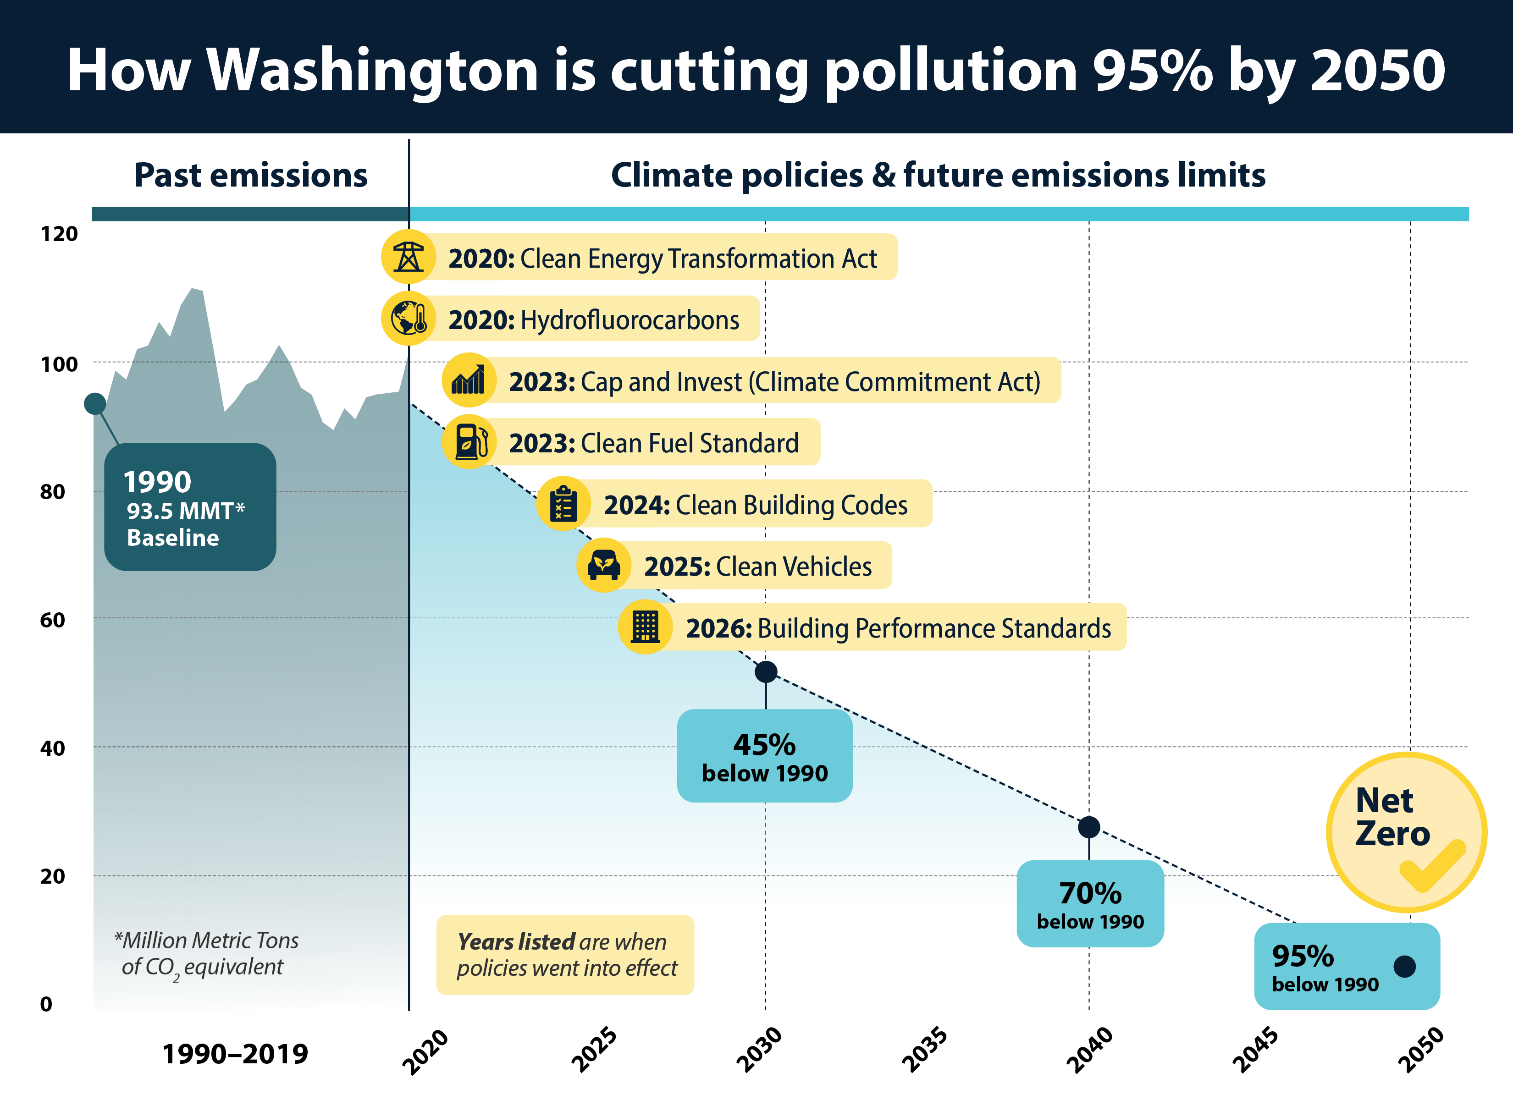 How Washington is cutting pollution 95% by 2050
Past emissions
Climate policies & future emissions limits
120
100
80
60
40
20
0
2020: Clean Energy Transformation Act
2020: Hydrofluorocarbons
2023: Cap and Invest (Climate Commitment Act)
2023: Clean Fuel Standard
2024: Clean Building Codes
2025: Clean Vehicles
2026: Building Performance Standards
1990
93.5 MMT*
Baseline
45%
below 1990
70%
below 1990
95%
below 1990
Net
Zero
*Million Metric Tons
of CO2 equivalent
Years listed are when
policies went into effect
1990–2019
2020
2025
2030
2035
2040
2045
2050